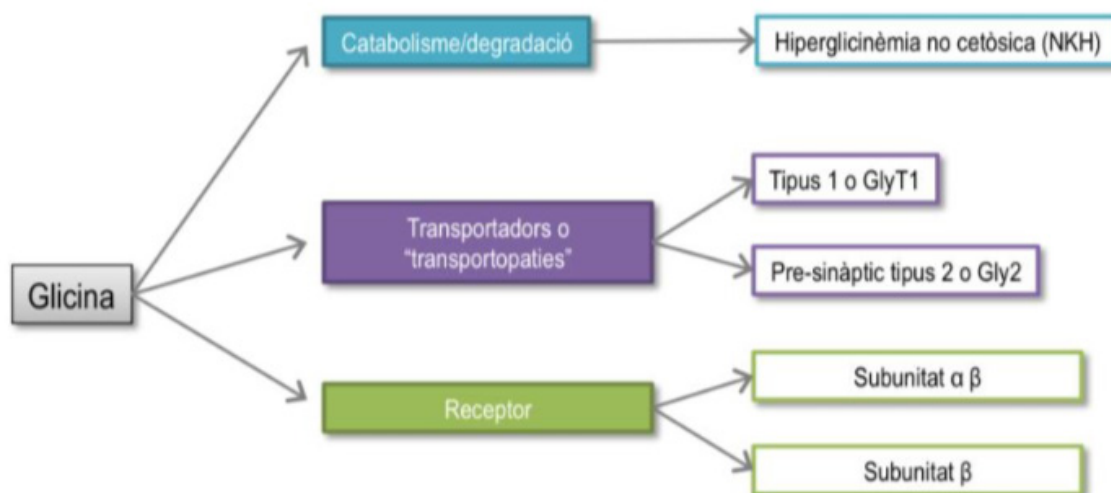 Catabolisme/degradació
Hiperglicinèmia no cetòsica (NKH)
Tipus 1 o GlyT1
Transportadors o
“transportopaties”
Pre-sinàptic tipus 2 o Gly2
Glicina
Subunitat α β
Receptor
Subunitat β